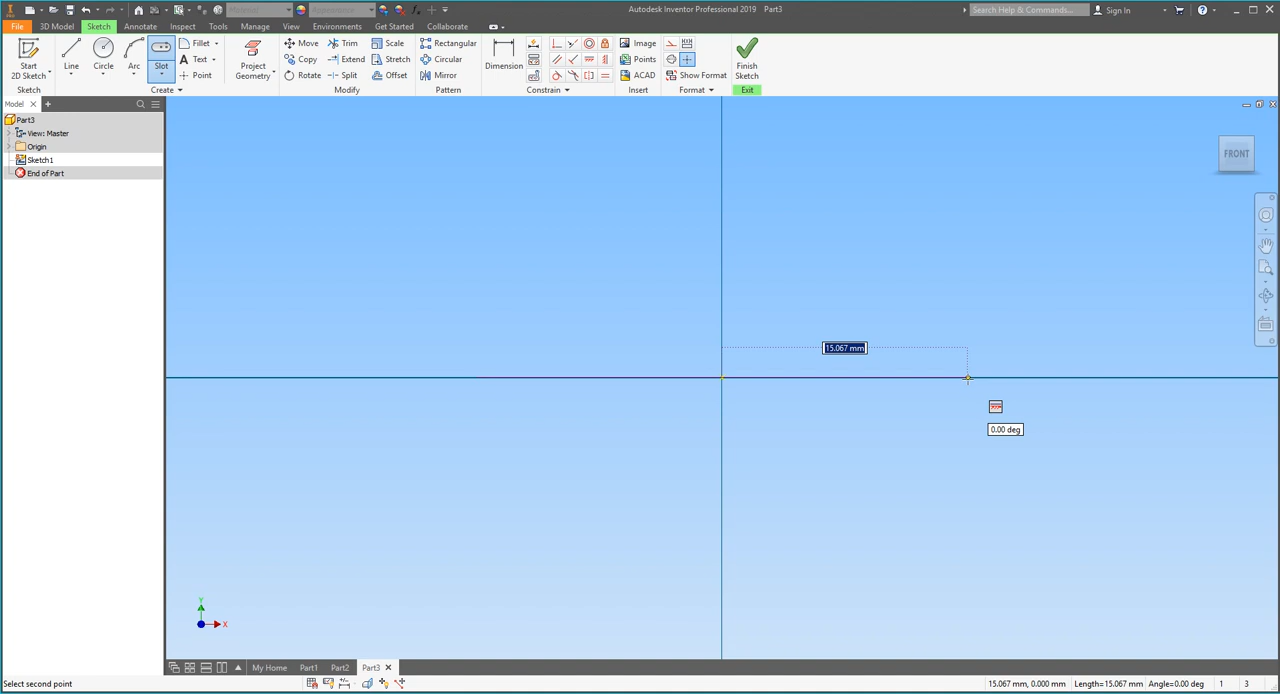 Autodesk Inventor Professional 2019 Part3
Search Help & Commands...
Sign In
File 3D Model Sketch Annotate Inspect Tools Manage View Environments Get Started Collaborate
Start
2D Sketch
Sketch
Line
Circle
Arc
Slot
Fillet
Text
Point
Create
Project
Geometry
Move
Copy
Rotate
Trim
Extend
Split
Scale
Stretch
Offset
Modify
Rectangular
Circular
Mirror
Pattern
Dimension
Constrain
Image
Points
ACAD
Insert
Show Format
Format
Finish
Sketch
Exit
Model
Part3
View: Master
Origin
Sketch1
End of Part
FRONT
15.067 mm
0.00 deg
Y
X
My Home Part1 Part2 Part3
Select second point
15.067 mm, 0.000 mm Length=15.067 mm Angle=0.00 deg 1 3